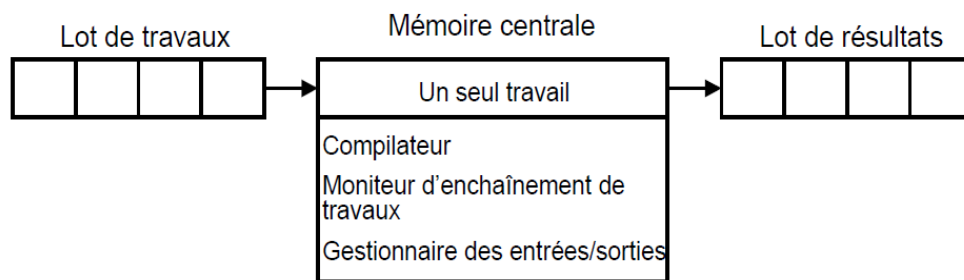 Lot de travaux
Mémoire centrale
Lot de résultats
Un seul travail
Compilateur
Moniteur d'enchaînement de
travaux
Gestionnaire des entrées/sorties